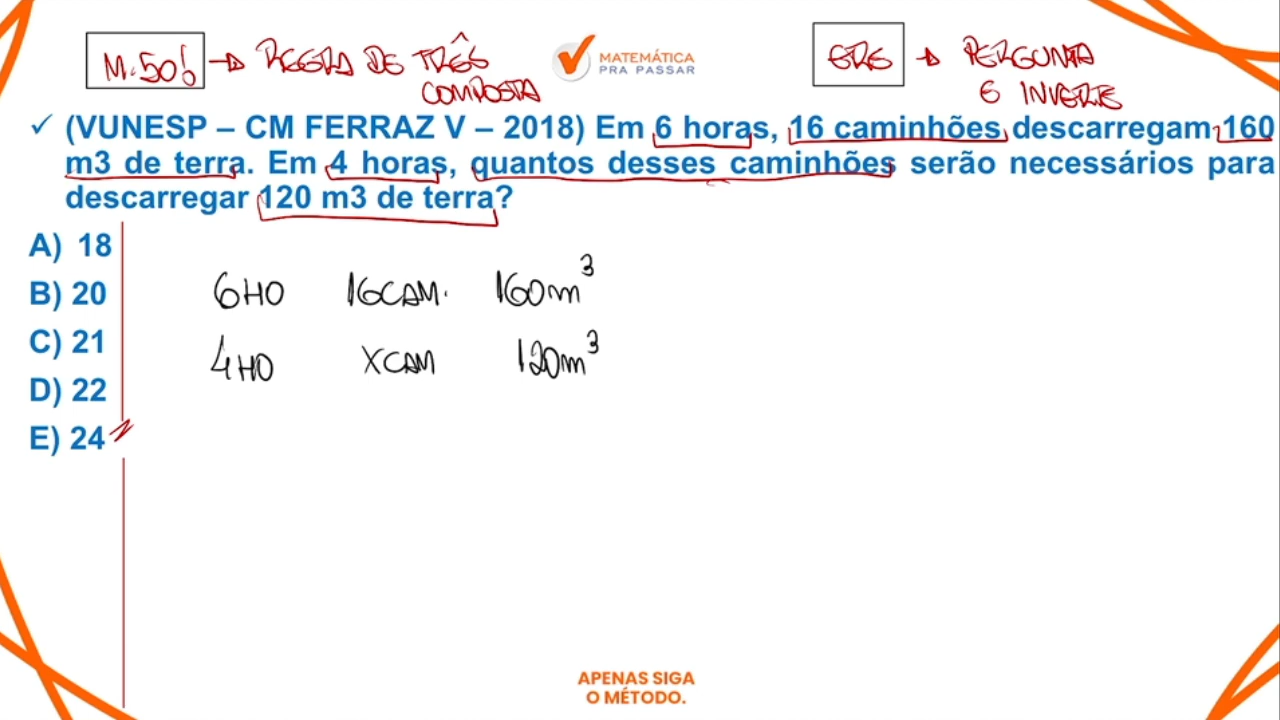 M.50! → REGRA DE TRÊS
COMPOSTA
MATEMÁTICA
PRA PASSAR
→ PERGUNTA
E INVERTE
✓ (VUNESP – CM FERRAZ V – 2018) Em 6 horas, 16 caminhões descarregam 160
m3 de terra. Em 4 horas, quantos desses caminhões serão necessários para
descarregar 120 m3 de terra?
A) 18
B) 20
C) 21
D) 22
E) 24
6HO 16CAM. 160m³
4HO XCAM 120m³
APENAS SIGA
O MÉTODO.